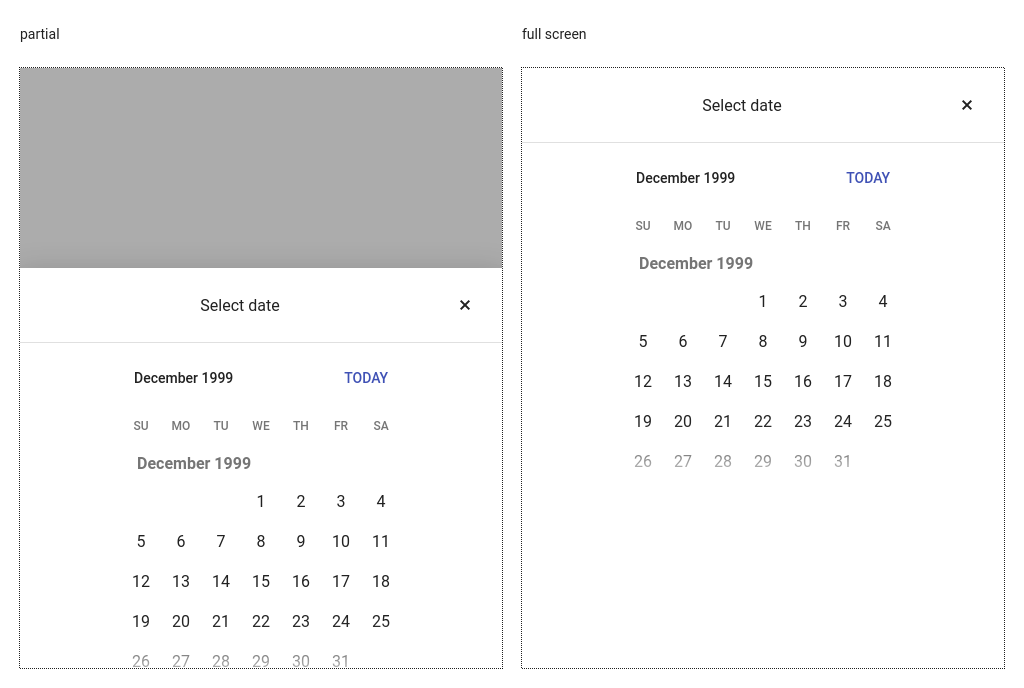 partial
Select date ×
December 1999 TODAY
SU MO TU WE TH FR SA
December 1999
1 2 3 4
5 6 7 8 9 10 11
12 13 14 15 16 17 18
19 20 21 22 23 24 25
26 27 28 29 30 31
full screen
Select date ×
December 1999 TODAY
SU MO TU WE TH FR SA
December 1999
1 2 3 4
5 6 7 8 9 10 11
12 13 14 15 16 17 18
19 20 21 22 23 24 25
26 27 28 29 30 31